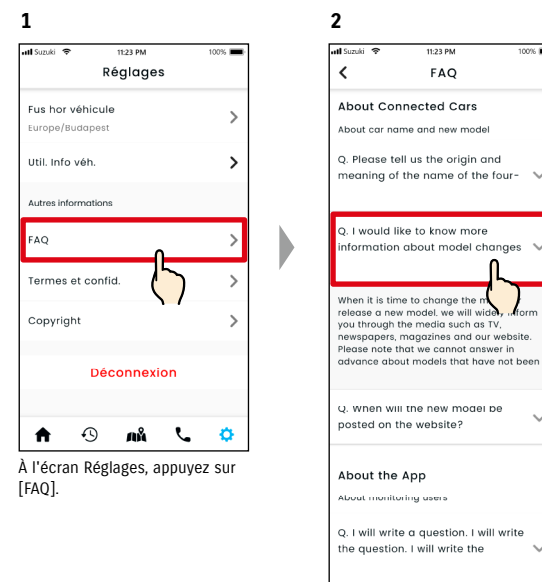 1
Suzuki 11:23 PM 100%
Réglages
Fus hor véhicule
Europe/Budapest
Util. Info véh.
Autres informations
FAQ
Termes et confid.
Copyright
Déconnexion
À l'écran Réglages, appuyez sur
[FAQ].
2
Suzuki 11:23 PM 100%
FAQ
About Connected Cars
About car name and new model
Q. Please tell us the origin and
meaning of the name of the four-
Q. I would like to know more
information about model changes
When it is time to change the
release a new model, we will widely inform
you through the media such as TV,
newspapers, magazines and our website.
Please note that we cannot answer in
advance about models that have not been
Q. When will the new model be
posted on the website?
About the App
About monitoring users
Q. I will write a question. I will write
the question. I will write the